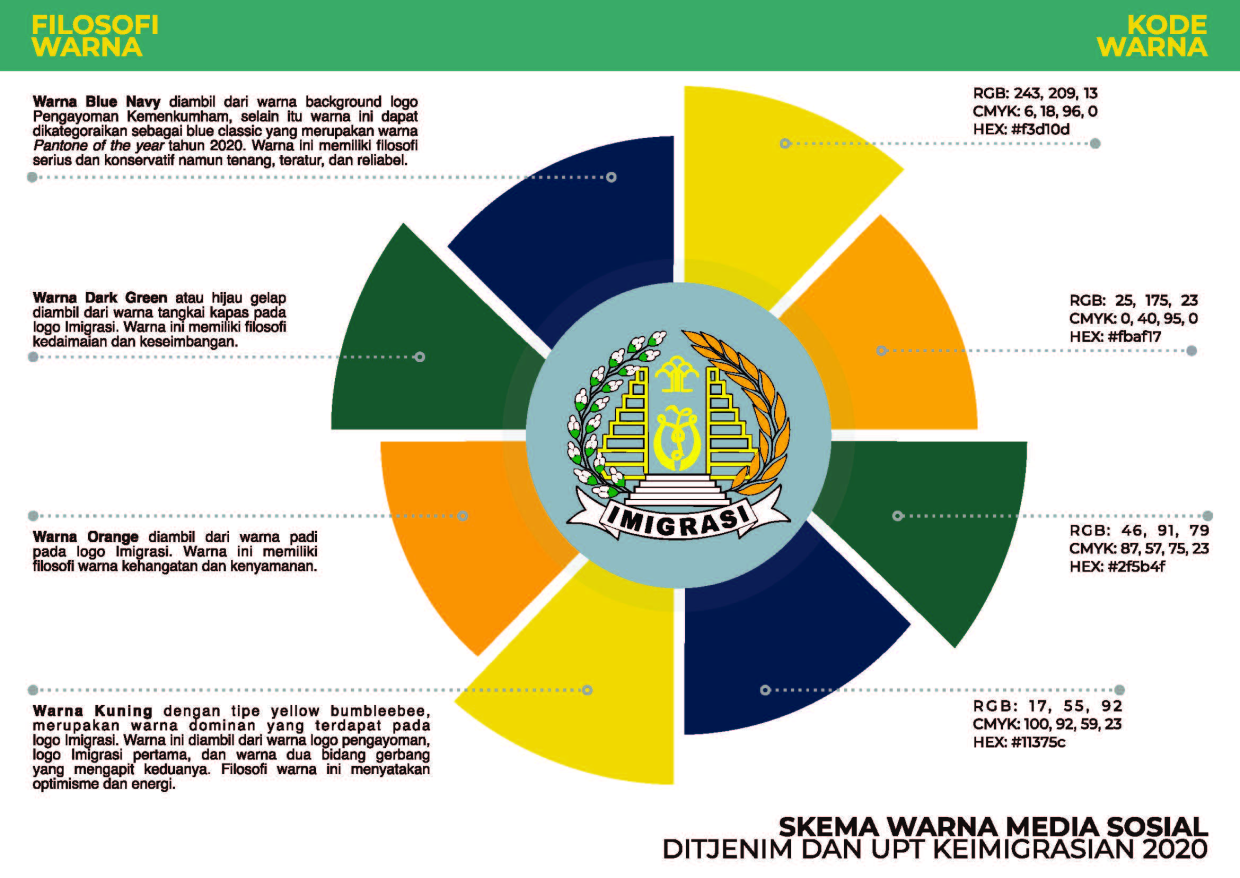 FILOSOFI
WARNA
KODE
WARNA
Warna Blue Navy diambil dari warna background logo
Pengayoman Kemenkumham, selain itu warna ini dapat
dikategoraikan sebagai blue classic yang merupakan warna
Pantone of the year tahun 2020. Warna ini memiliki filosofi
serius dan konservatif namun tenang, teratur, dan reliabel.
RGB: 243, 209, 13
CMYK: 6, 18, 96, 0
HEX: #f3d10d
Warna Dark Green atau hijau gelap
diambil dari warna tangkai kapas pada
logo Imigrasi. Warna ini memiliki filosofi
kedaimaian dan keseimbangan.
RGB: 25, 175, 23
CMYK: 0, 40, 95, 0
HEX: #fbaf17
IMIGRASI
Warna Orange diambil dari warna padi
pada logo Imigrasi. Warna ini memiliki
filosofi warna kehangatan dan kenyamanan.
RGB: 46, 91, 79
CMYK: 87, 57, 75, 23
HEX: #2f5b4f
Warna Kuning dengan tipe yellow bumbleebee,
merupakan warna dominan yang terdapat pada
logo Imigrasi. Warna ini diambil dari warna logo pengayoman,
logo Imigrasi pertama, dan warna dua bidang gerbang
yang mengapit keduanya. Filosofi warna ini menyatakan
optimisme dan energi.
RGB: 17, 55, 92
CMYK: 100, 92, 59, 23
HEX: #11375c
SKEMA WARNA MEDIA SOSIAL
DITJENIM DAN UPT KEIMIGRASIAN 2020